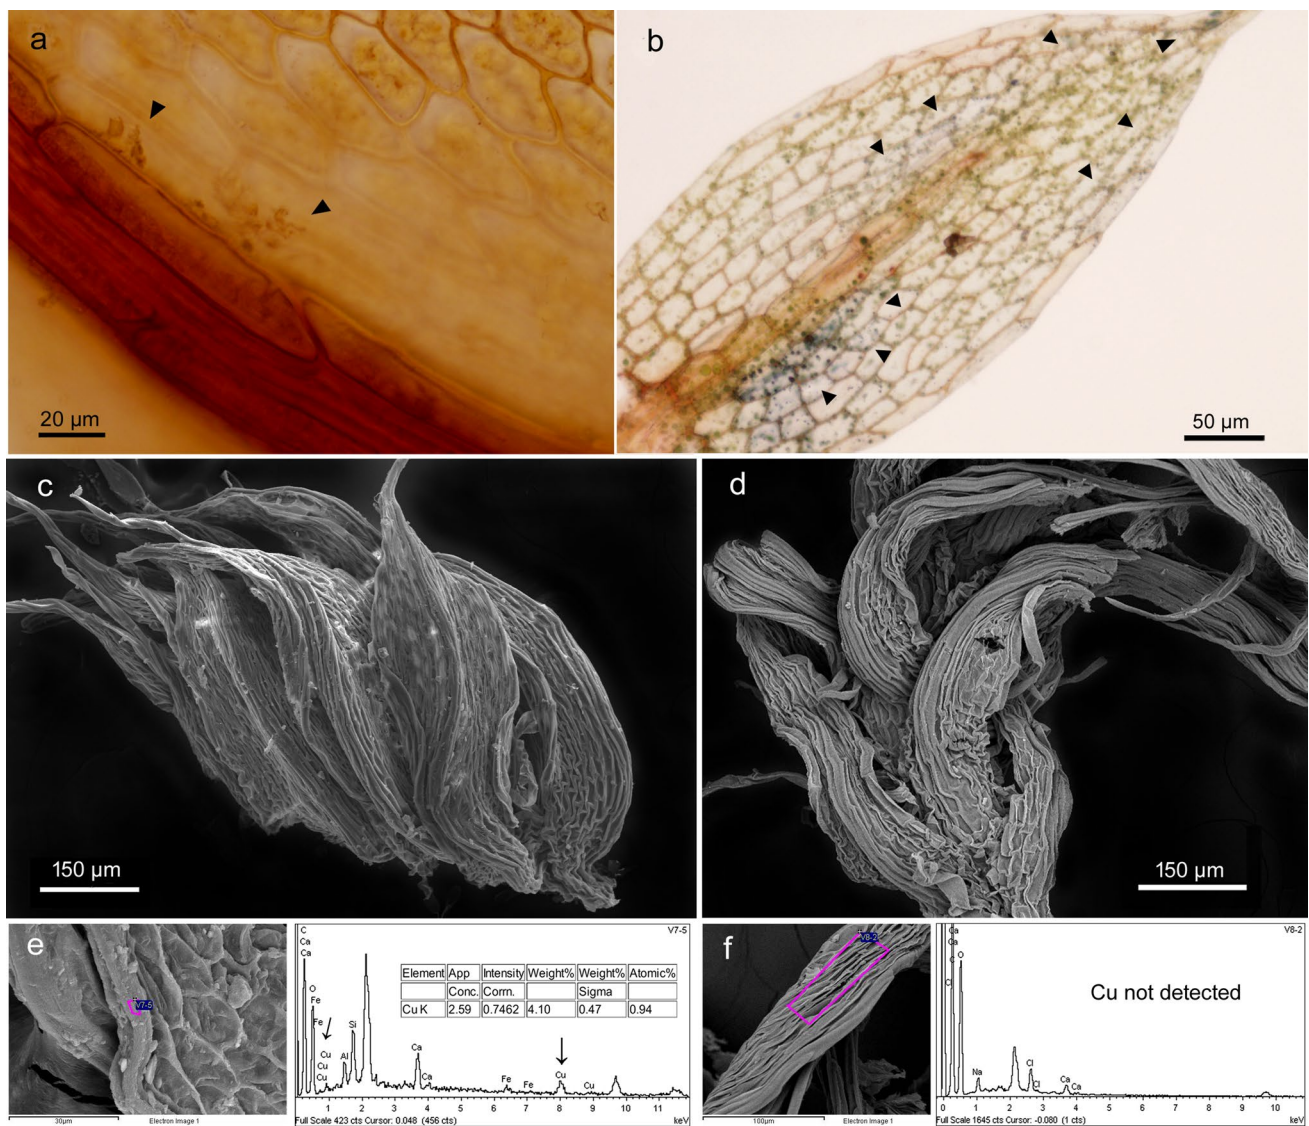 a
20 µm
b
50 µm
c
150 µm
d
150 µm
e
V7-5
30µm
Electron Image 1
V7-5
C
Ca
Ca
O
Fe
Fe
Cu
Cu
Cu
Al
Si
Ca
Ca
Fe
Fe
Cu
Cu
Element App Intensity Weight% Weight% Atomic%
Conc. Corrn. Sigma
Cu K 2.59 0.7462 4.10 0.47 0.94
1 2 3 4 5 6 7 8 9 10 11
Full Scale 423 cts Cursor: 0.048 (456 cts) keV
f
V8-2
100µm
Electron Image 1
V8-2
Ca
Ca
C O
Cl
Na
Cl
Cl
Ca
Ca
Cu not detected
0 1 2 3 4 5 6 7 8 9 10
Full Scale 1645 cts Cursor: -0.080 (1 cts) keV